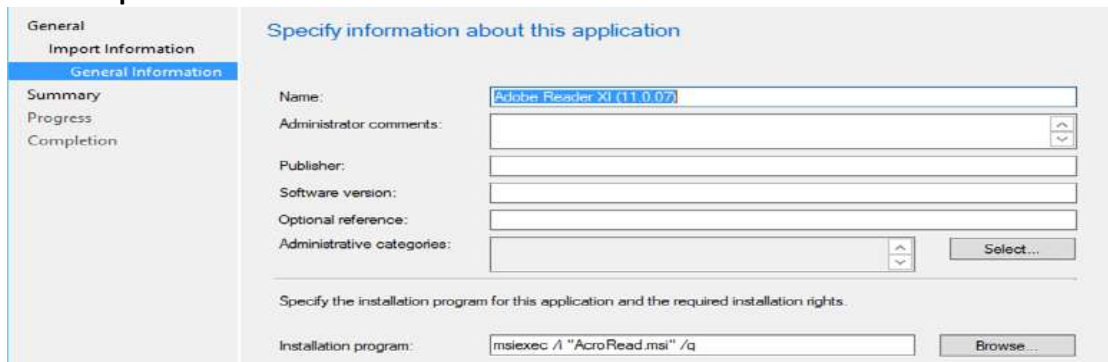 General
Import Information
General Information
Summary
Progress
Completion
Specify information about this application
Name: Adobe Reader XI (11.0.07)
Administrator comments:
Publisher:
Software version:
Optional reference:
Administrative categories: Select...
Specify the installation program for this application and the required installation rights.
Installation program: msiexec /i "AcroRead.msi" /q Browse...